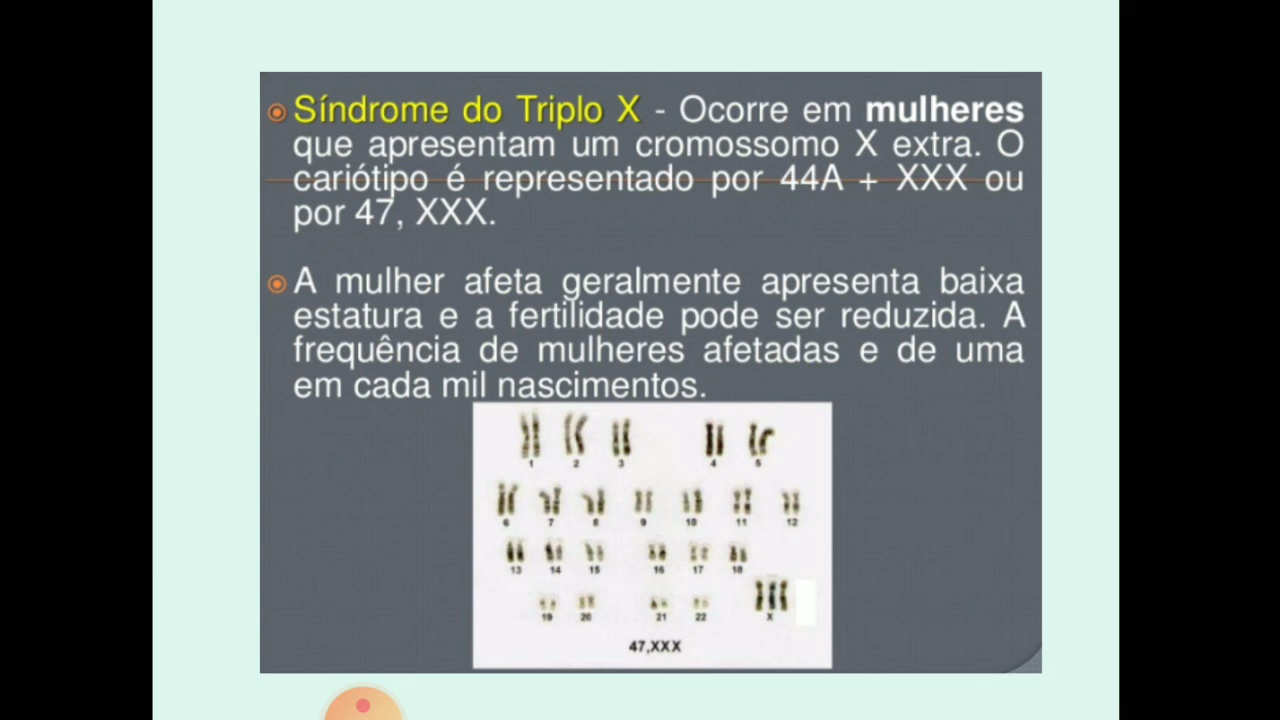 Síndrome do Triplo X - Ocorre em mulheres
que apresentam um cromossomo X extra. O
cariótipo é representado por 44A + XXX ou
por 47, XXX.
A mulher afeta geralmente apresenta baixa
estatura e a fertilidade pode ser reduzida. A
frequência de mulheres afetadas e de uma
em cada mil nascimentos.
1 2 3 4 5
6 7 8 9 10 11 12
13 14 15 16 17 18
19 20 21 22 X
47,XXX